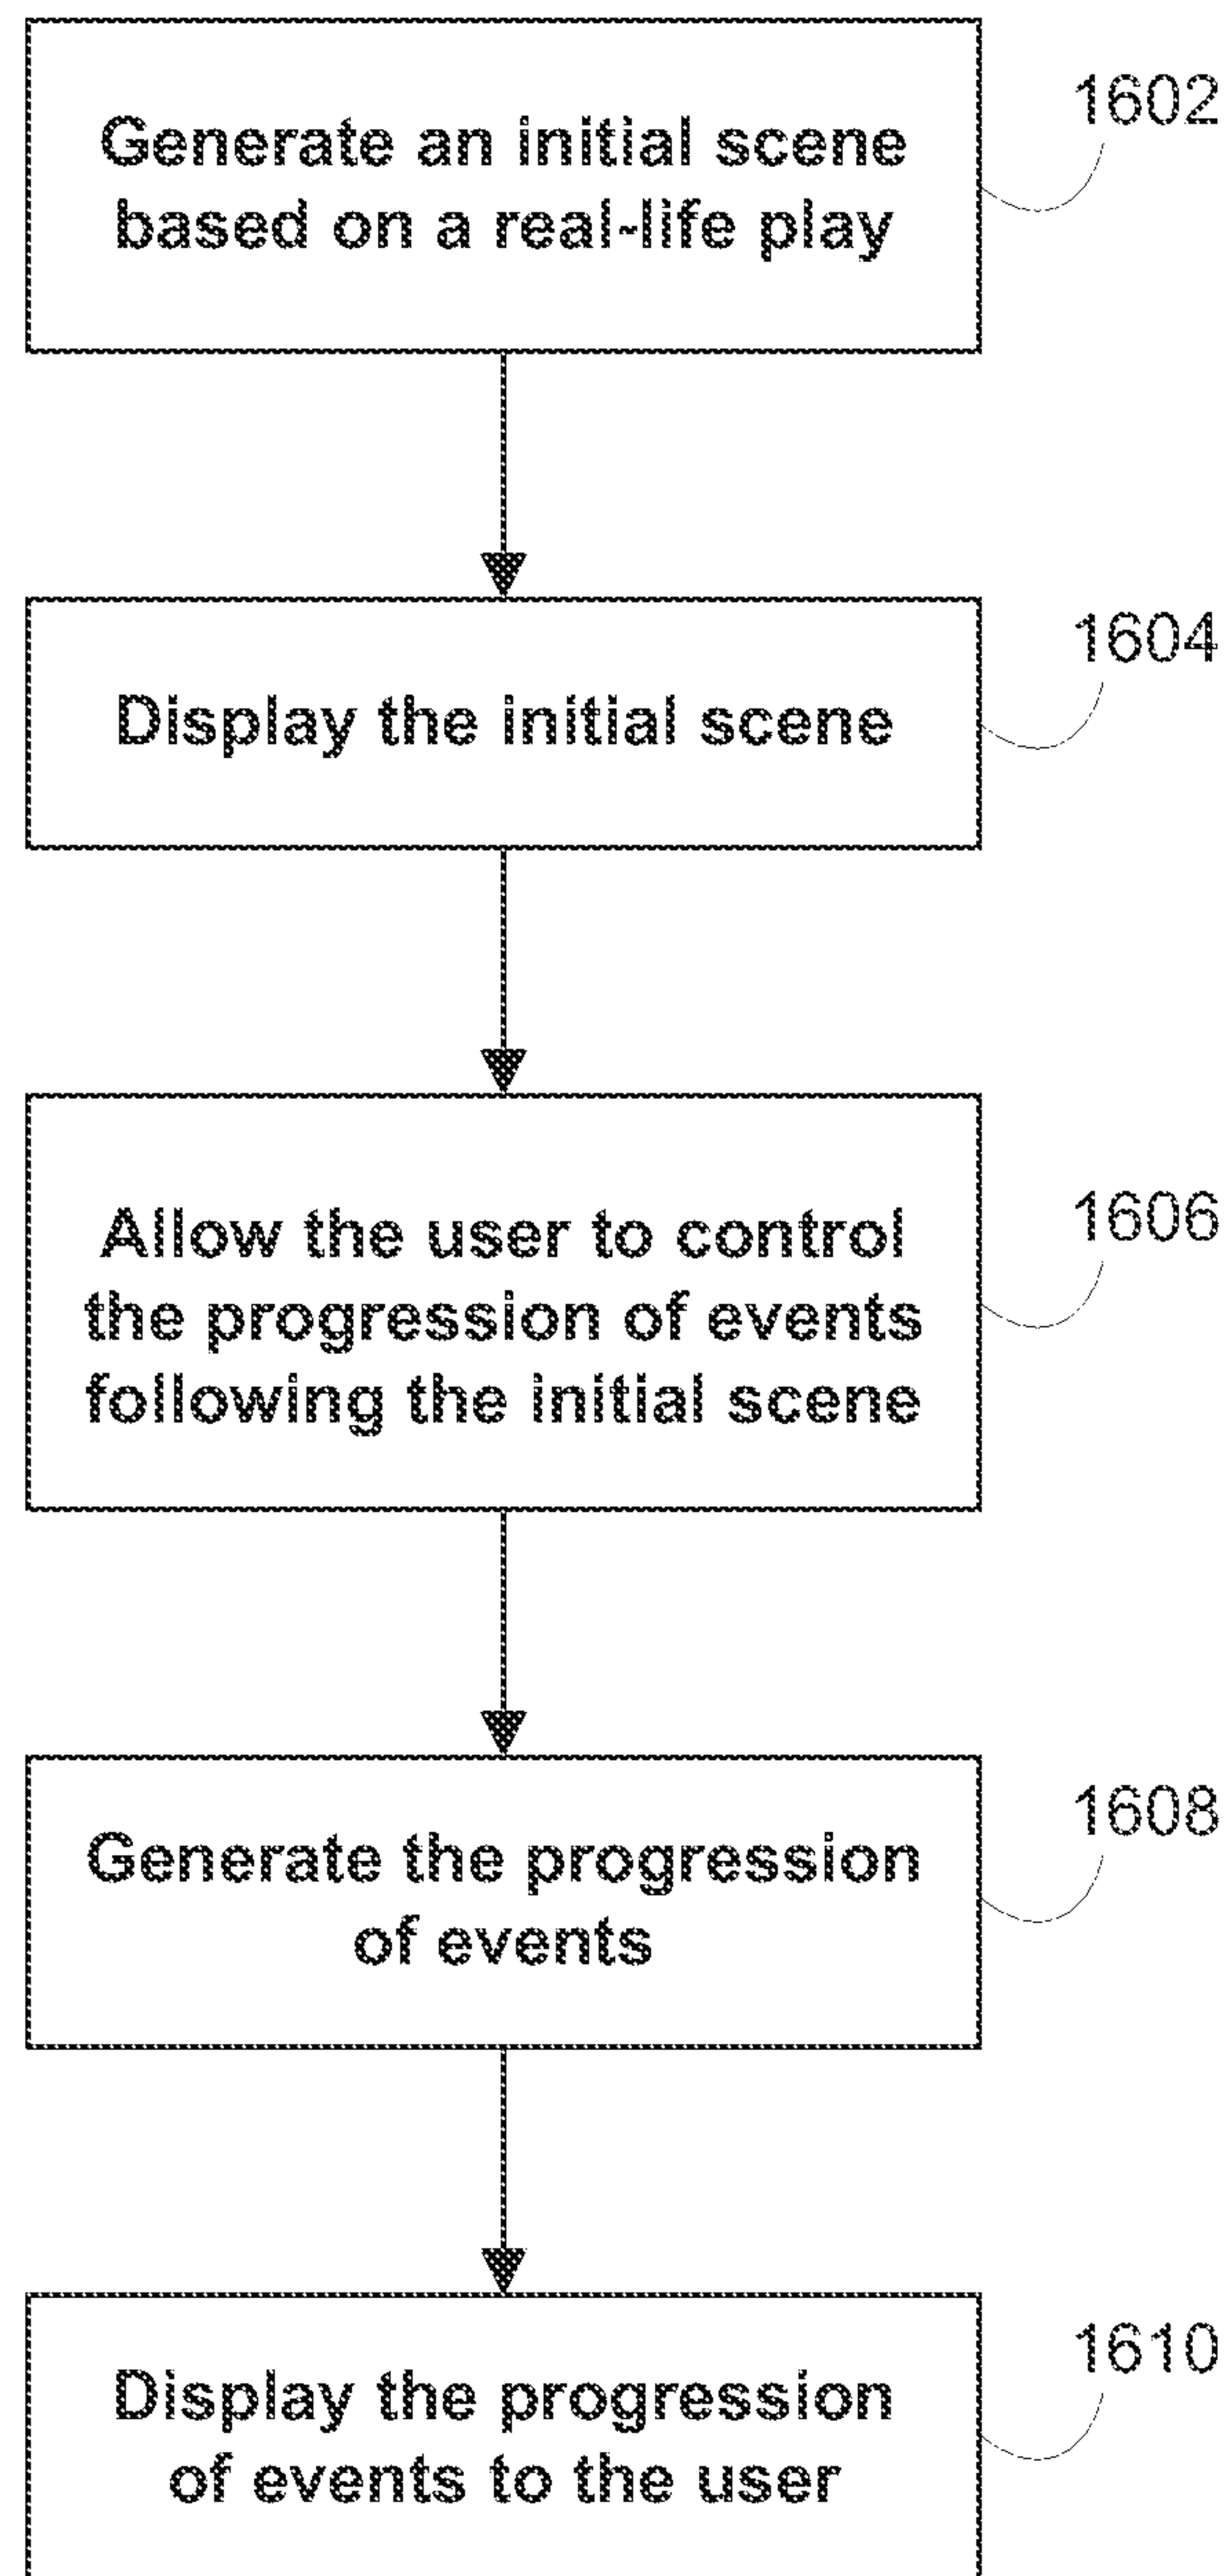 Generate an initial scene
based on a real-life play
1602
Display the initial scene
1604
Allow the user to control
the progression of events
following the initial scene
1606
Generate the progression
of events
1608
Display the progression
of events to the user
1610